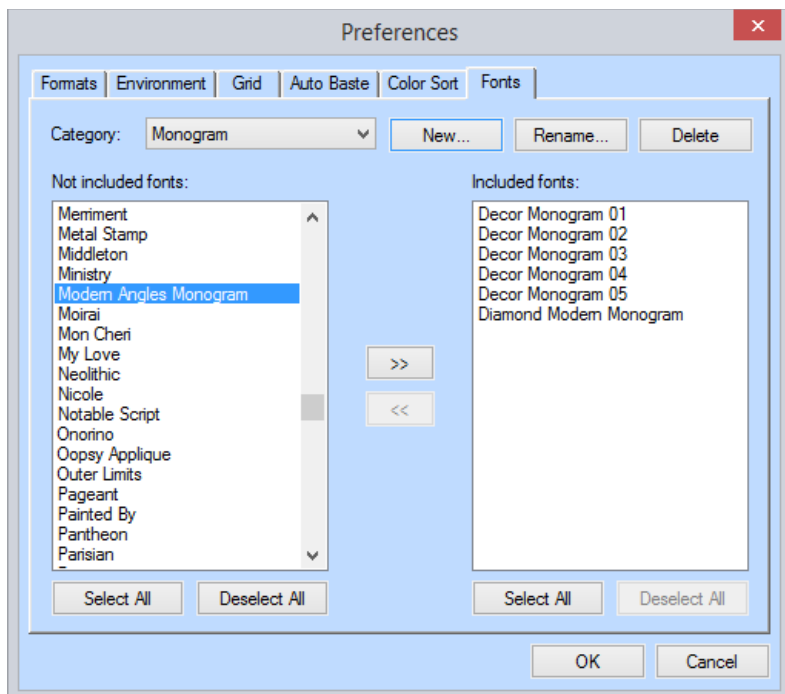 Preferences
Formats Environment Grid Auto Baste Color Sort Fonts
Category: Monogram New... Rename... Delete
Not included fonts:
Merriment
Metal Stamp
Middleton
Ministry
Modern Angles Monogram
Moirai
Mon Cheri
My Love
Neolithic
Nicole
Notable Script
Onorino
Oopsy Applique
Outer Limits
Pageant
Painted By
Pantheon
Parisian
>>
<<
Included fonts:
Decor Monogram 01
Decor Monogram 02
Decor Monogram 03
Decor Monogram 04
Decor Monogram 05
Diamond Modern Monogram
Select All Deselect All Select All Deselect All
OK Cancel